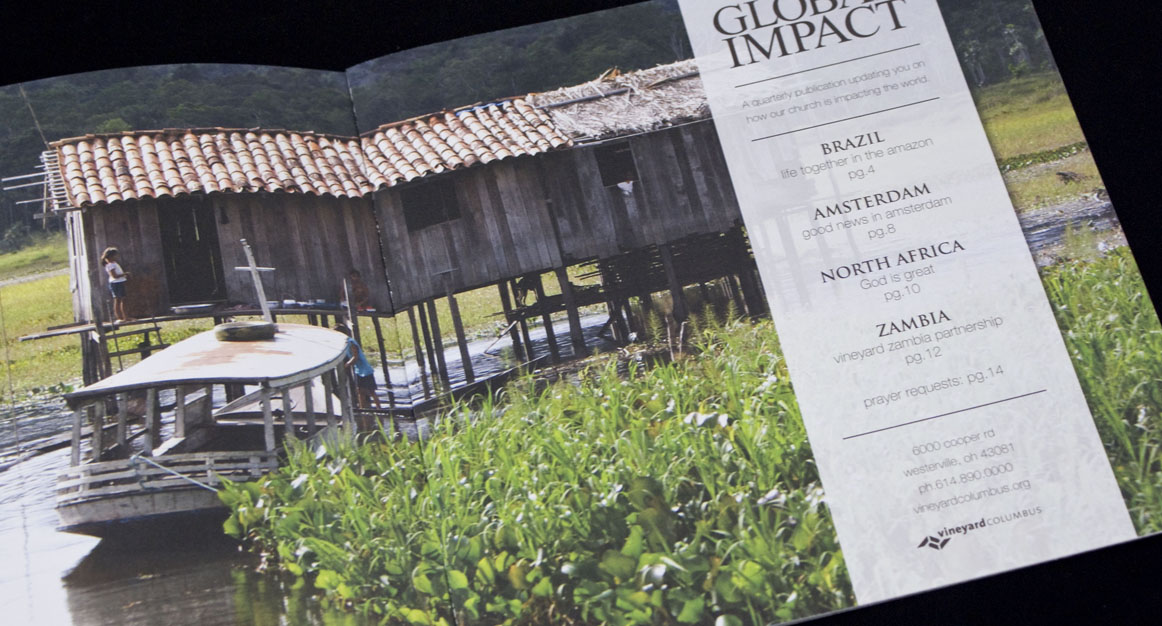 GLOBAL
IMPACT
A quarterly publication updating you on
how our church is impacting the world.
BRAZIL
life together in the amazon
pg.4
AMSTERDAM
good news in amsterdam
pg.8
NORTH AFRICA
God is great
pg.10
ZAMBIA
vineyard zambia partnership
pg.12
prayer requests: pg.14
6000 cooper rd
westerville, oh 43081
ph.614.890.0000
vineyardcolumbus.org
vineyardCOLUMBUS